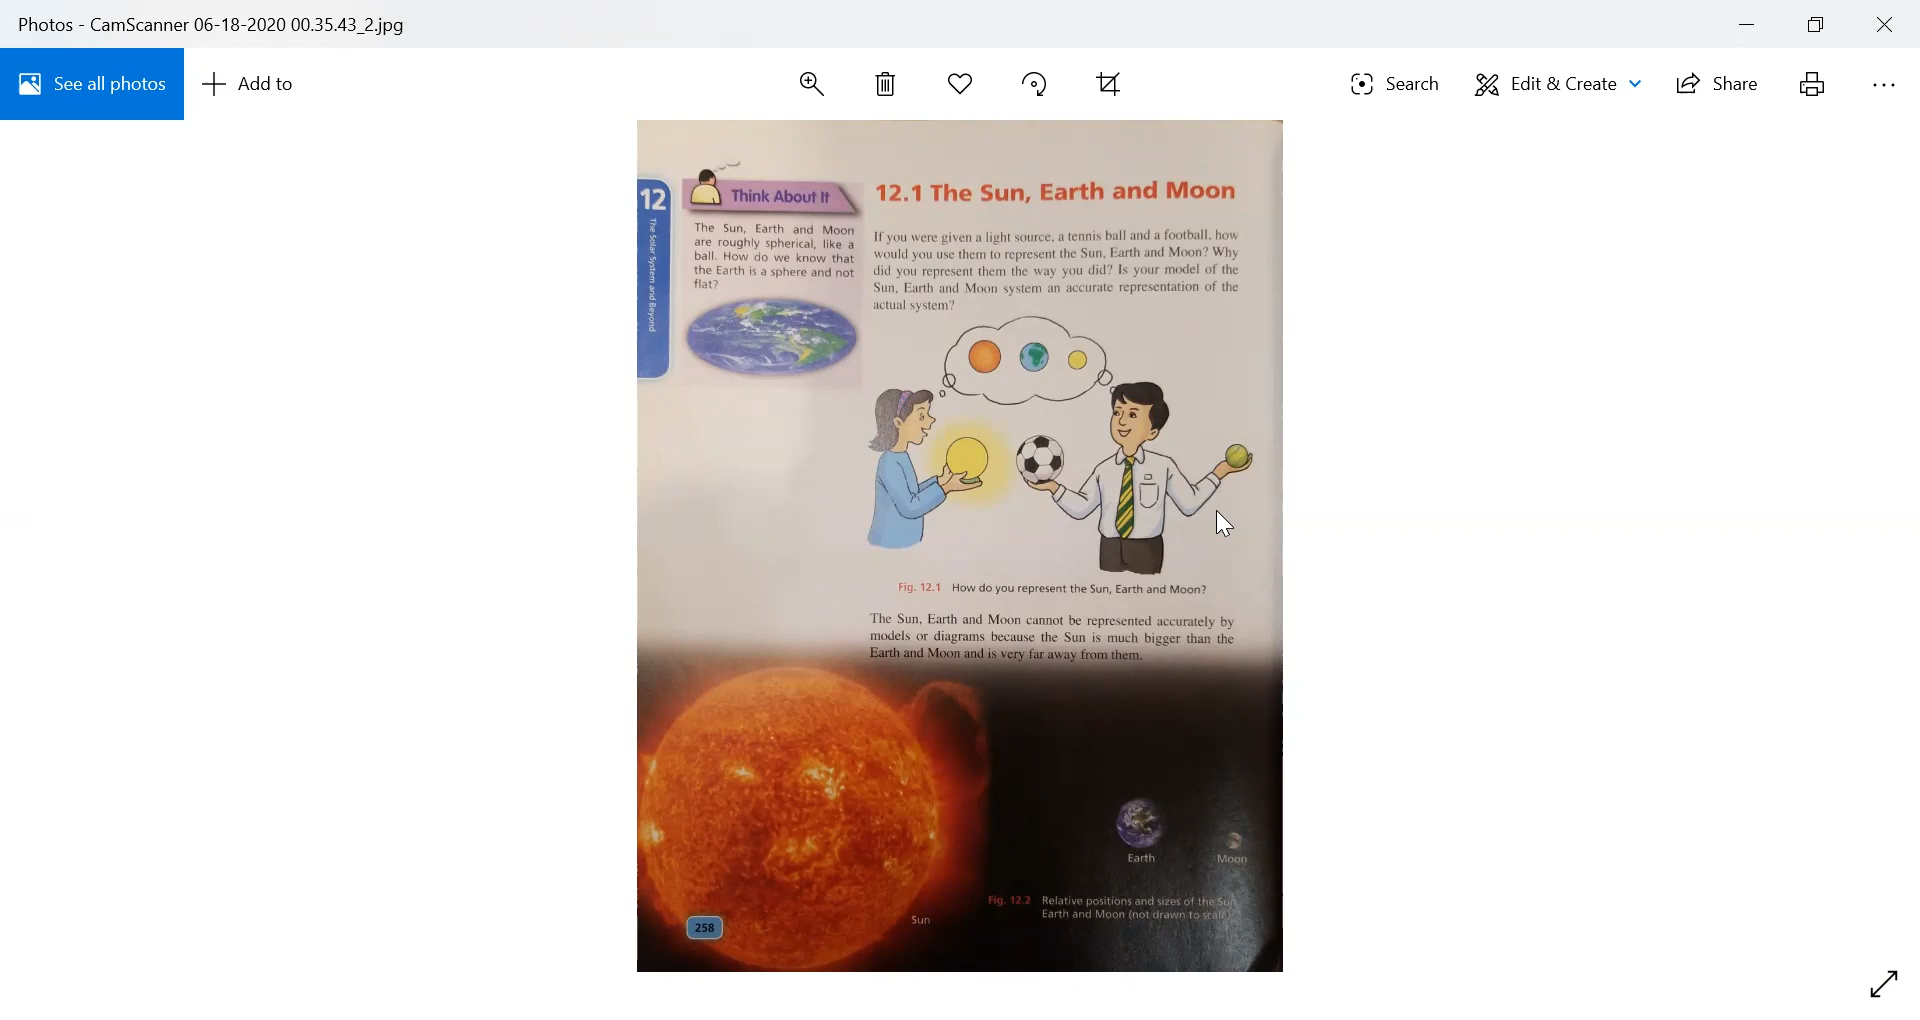 Photos - CamScanner 06-18-2020 00.35.43_2.jpg
See all photos
Add to
Search
Edit & Create
Share
12
The Solar System and Beyond
Think About It
The Sun, Earth and Moon
are roughly spherical, like a
ball. How do we know that
the Earth is a sphere and not
flat?
12.1 The Sun, Earth and Moon
If you were given a light source, a tennis ball and a football, how
would you use them to represent the Sun, Earth and Moon? Why
did you represent them the way you did? Is your model of the
Sun, Earth and Moon system an accurate representation of the
actual system?
Fig. 12.1 How do you represent the Sun, Earth and Moon?
The Sun, Earth and Moon cannot be represented accurately by
models or diagrams because the Sun is much bigger than the
Earth and Moon and is very far away from them.
Earth
Moon
Sun
Fig. 12.2 Relative positions and sizes of the Sun,
Earth and Moon (not drawn to scale)
258